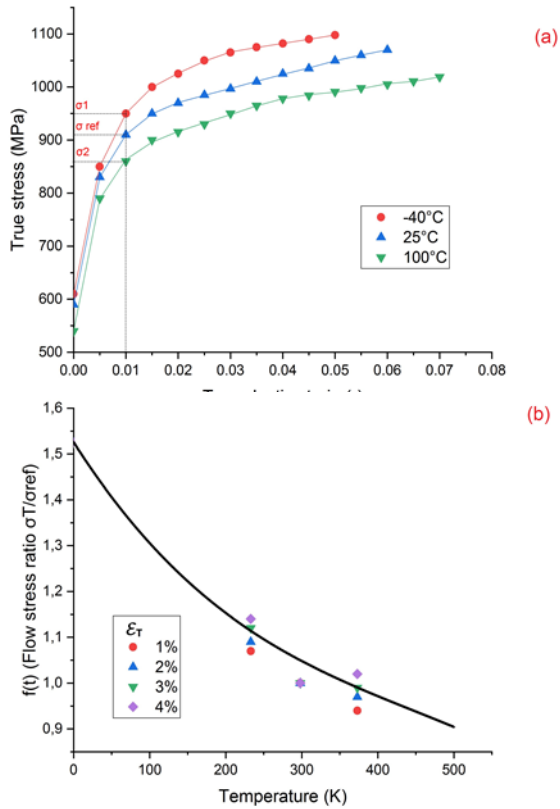 (a)
1100
1000
900
800
700
600
500
σ1
σ ref
σ2
True stress (MPa)
-40°C
25°C
100°C
0.00 0.01 0.02 0.03 0.04 0.05 0.06 0.07 0.08
(b)
1,6
1,5
1,4
1,3
1,2
1,1
1,0
0,9
f(t) (Flow stress ratio σT/σref)
ƐT
1%
2%
3%
4%
0 100 200 300 400 500
Temperature (K)